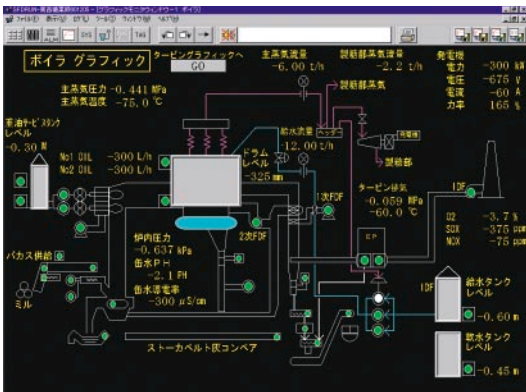 ボイラ グラフィック
タービングラフィックへ
GO
主蒸気流量
-6.00 t/h
製糖部蒸気流量
-2.2 t/h
発電機
電力 -300 kW
電圧 -675 V
電流 -60 A
力率 165 %
主蒸気圧力 -0.441 MPa
主蒸気温度 -75.0 ℃
製糖部蒸気
重油サービスタンク
レベル
-0.30 M
No1 OIL -300 L/h
No2 OIL -300 L/h
給水流量
-12.00 t/h
ヘッダー
発電機
製糖部
ドラム
レベル
-325 mm
タービン排気
-0.059 MPa
-60.0 ℃
IDF
1次FDF
2次FDF
炉内圧力
-0.637 kPa
缶水PH
-2.1 PH
缶水導電率
-300 μS/cm
EP
O2 -3.7 %
SOX -375 ppm
NOX -75 ppm
バカス供給
ミル
IDF
給水タンク
レベル
-0.60 m
ストーカベルト灰コンベア
軟水タンク
レベル
-0.45 m